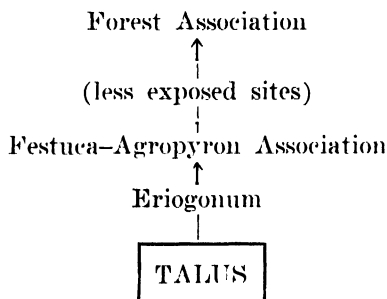 Forest Association
(less exposed sites)
Festuca–Agropyron Association
Eriogonum
TALUS